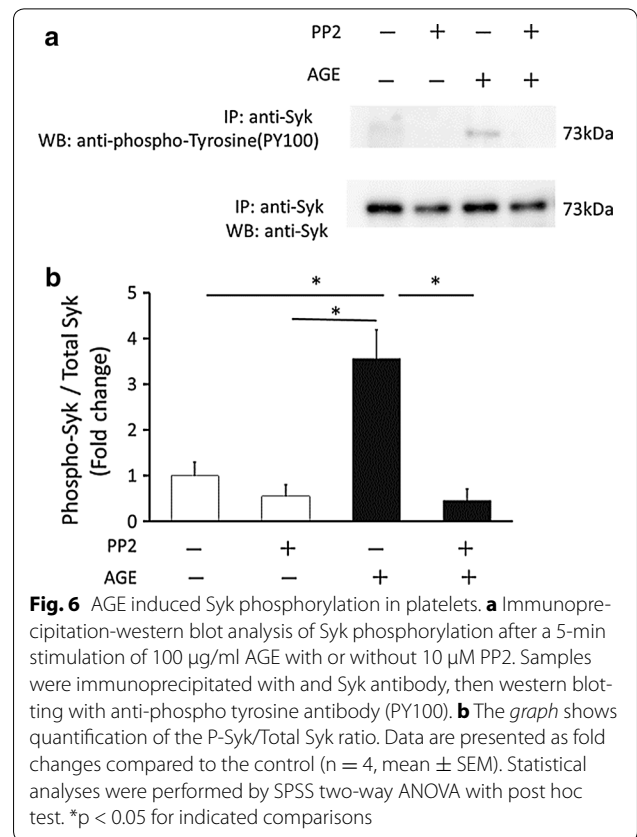 a
PP2 – + – +
AGE – – + +
IP: anti-Syk
WB: anti-phospho-Tyrosine(PY100)
73kDa
IP: anti-Syk
WB: anti-Syk
73kDa
b
Phospho-Syk / Total Syk
(Fold change)
5
4
3
2
1
0
* *
*
PP2 – + – +
AGE – – + +
Fig. 6 AGE induced Syk phosphorylation in platelets. a Immunopre-
cipitation-western blot analysis of Syk phosphorylation after a 5-min
stimulation of 100 μg/ml AGE with or without 10 μM PP2. Samples
were immunoprecipitated with and Syk antibody, then western blot-
ting with anti-phospho tyrosine antibody (PY100). b The graph shows
quantification of the P-Syk/Total Syk ratio. Data are presented as fold
changes compared to the control (n = 4, mean ± SEM). Statistical
analyses were performed by SPSS two-way ANOVA with post hoc
test. *p < 0.05 for indicated comparisons